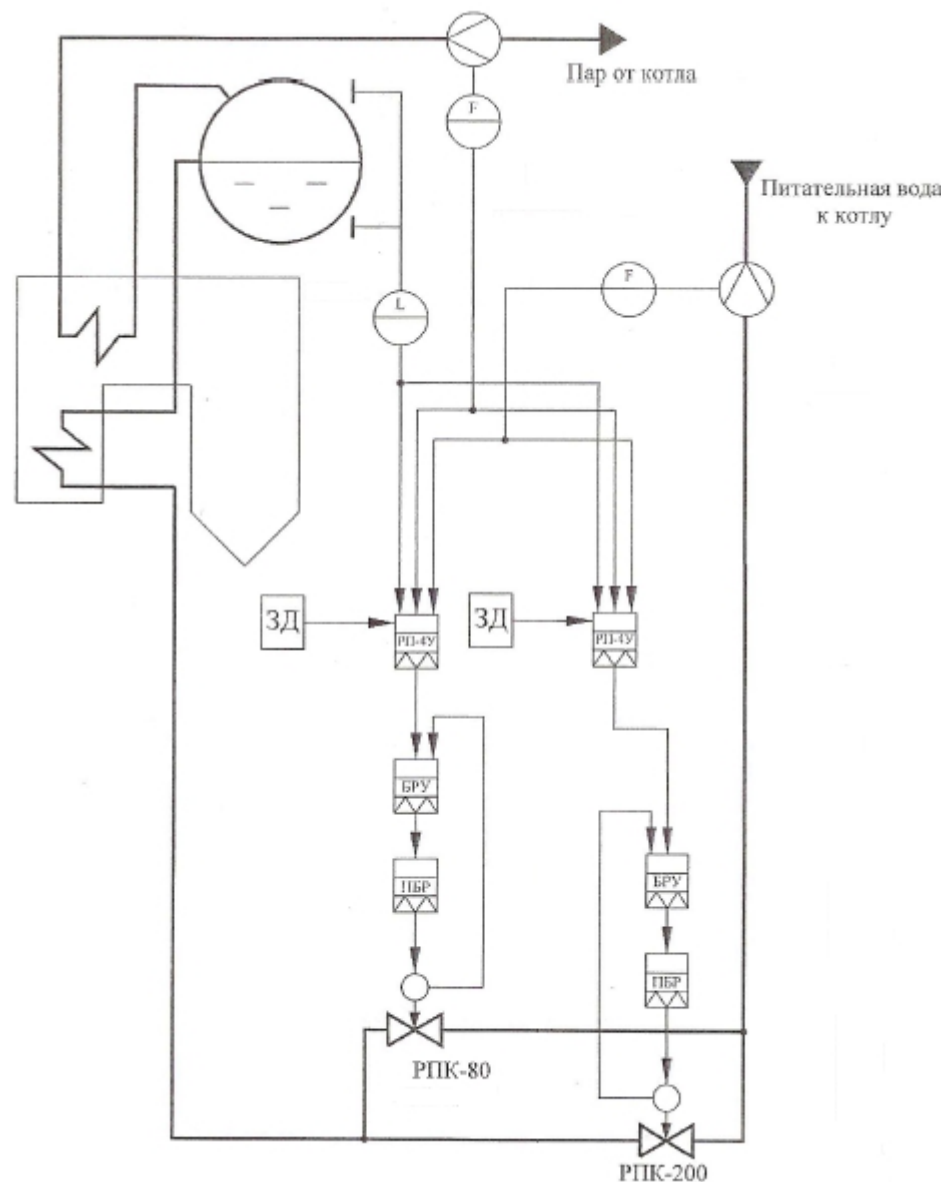 Пар от котла
F
Питательная вода
к котлу
F
L
ЗД
РП-4У
ЗД
РП-4У
БРУ
ПБР
БРУ
ПБР
РПК-80
РПК-200